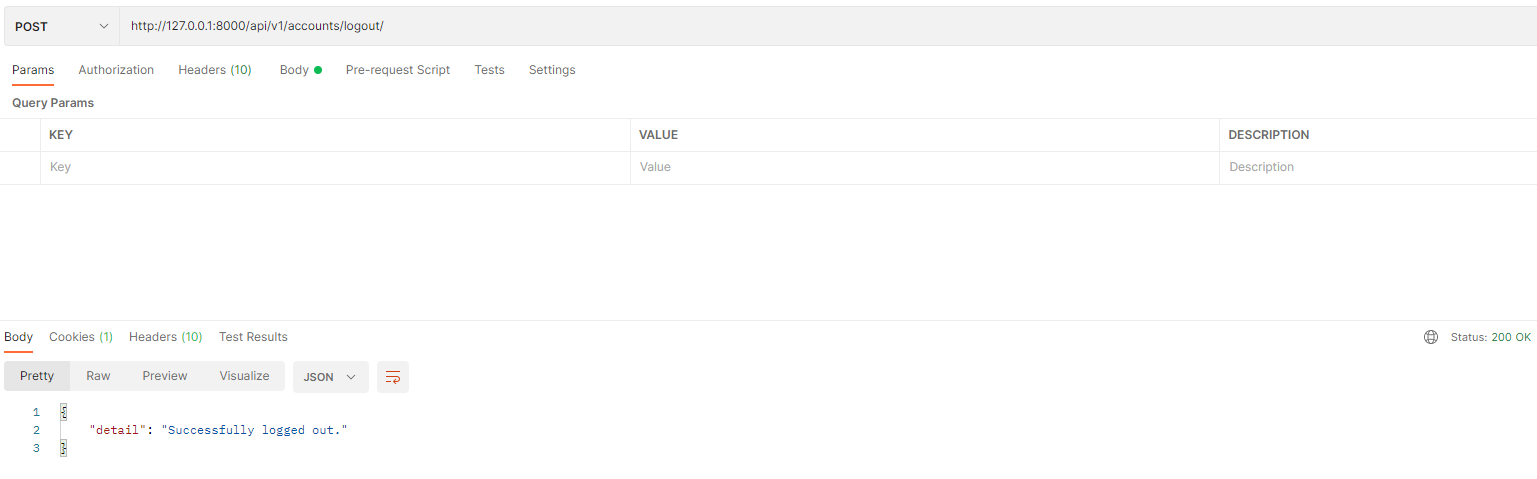 POST http://127.0.0.1:8000/api/v1/accounts/logout/
Params Authorization Headers (10) Body Pre-request Script Tests Settings
Query Params
KEY VALUE DESCRIPTION
Key Value Description
Body Cookies (1) Headers (10) Test Results Status: 200 OK
Pretty Raw Preview Visualize JSON
1 {
2 "detail": "Successfully logged out."
3 }